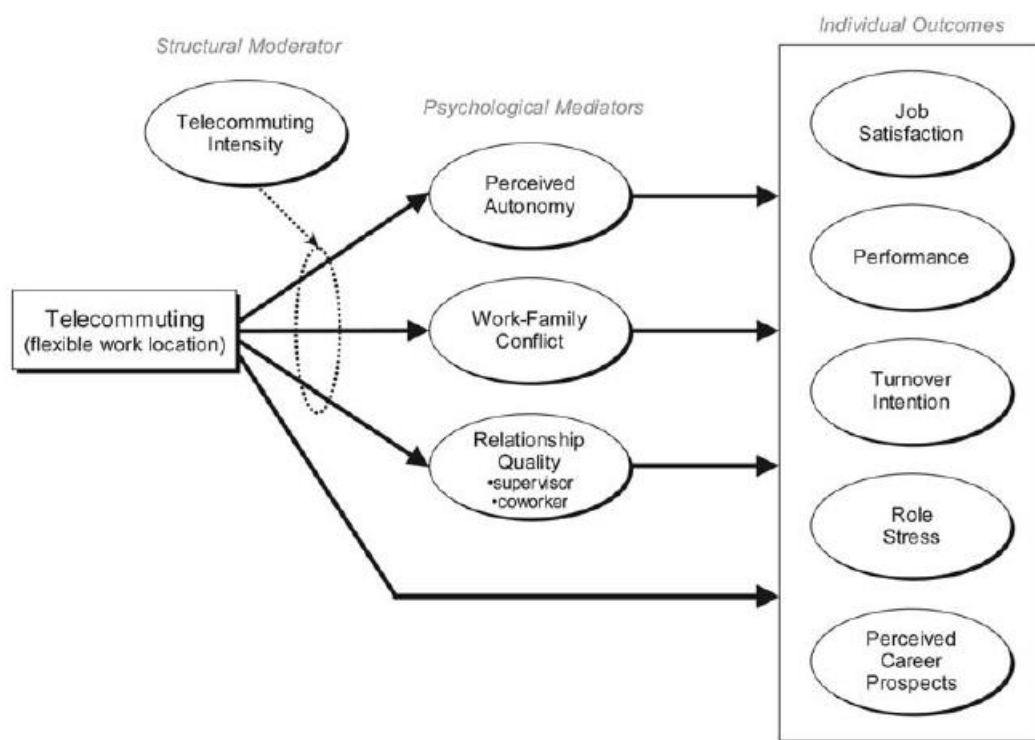 Structural Moderator
Telecommuting
Intensity
Psychological Mediators
Perceived
Autonomy
Telecommuting
(flexible work location)
Work-Family
Conflict
Relationship
Quality
•supervisor
•coworker
Individual Outcomes
Job
Satisfaction
Performance
Turnover
Intention
Role
Stress
Perceived
Career
Prospects